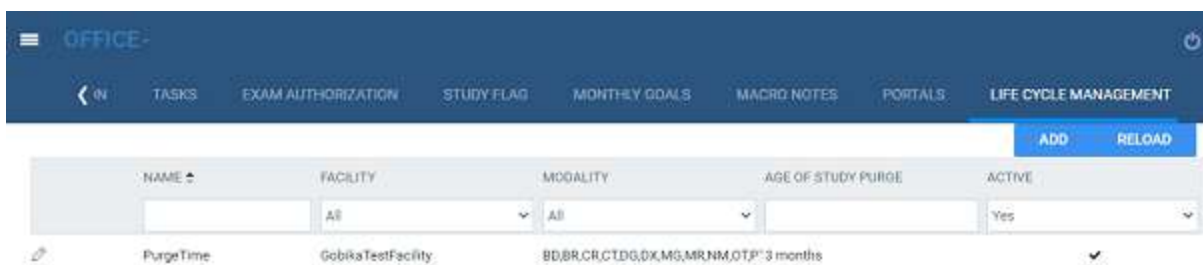 OFFICE-
IN TASKS EXAM AUTHORIZATION STUDY FLAG MONTHLY GOALS MACRO NOTES PORTALS LIFE CYCLE MANAGEMENT
ADD RELOAD
NAME FACILITY MODALITY AGE OF STUDY PURGE ACTIVE
All All Yes
PurgeTime GobikaTestFacility BD,BR,CR,CT,DG,DX,MG,MR,NM,OT,P 3 months